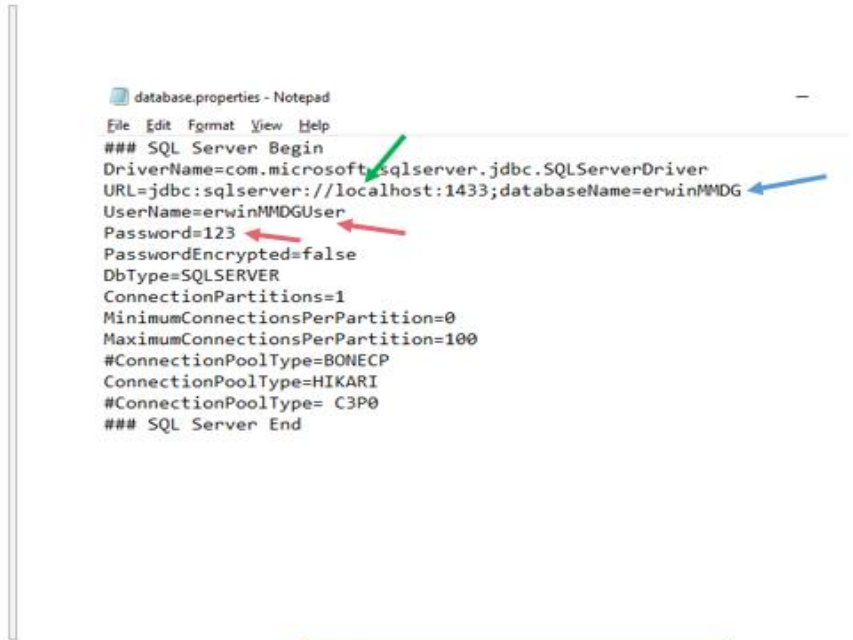 database.properties - Notepad
File Edit Format View Help
### SQL Server Begin
DriverName=com.microsoft.sqlserver.jdbc.SQLServerDriver
URL=jdbc:sqlserver://localhost:1433;databaseName=erwinMMDG
UserName=erwinMMDGUser
Password=123
PasswordEncrypted=false
DbType=SQLSERVER
ConnectionPartitions=1
MinimumConnectionsPerPartition=0
MaximumConnectionsPerPartition=100
#ConnectionPoolType=BONECP
ConnectionPoolType=HIKARI
#ConnectionPoolType= C3P0
### SQL Server End